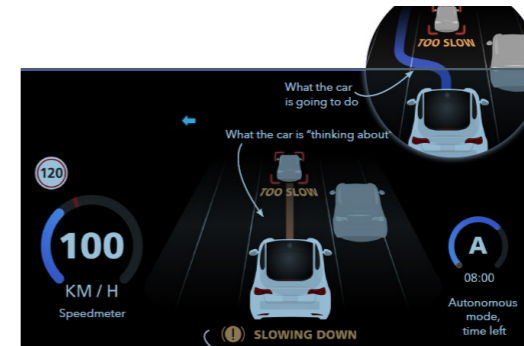 TOO SLOW
What the car
is going to do
What the car is "thinking about"
120
TOO SLOW
100
KM / H
Speedmeter
A
08:00
Autonomous
mode,
time left
SLOWING DOWN